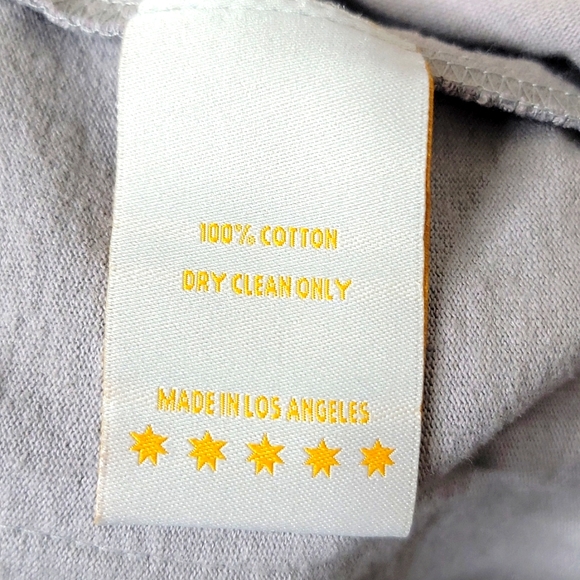 100% COTTON
DRY CLEAN ONLY
MADE IN LOS ANGELES